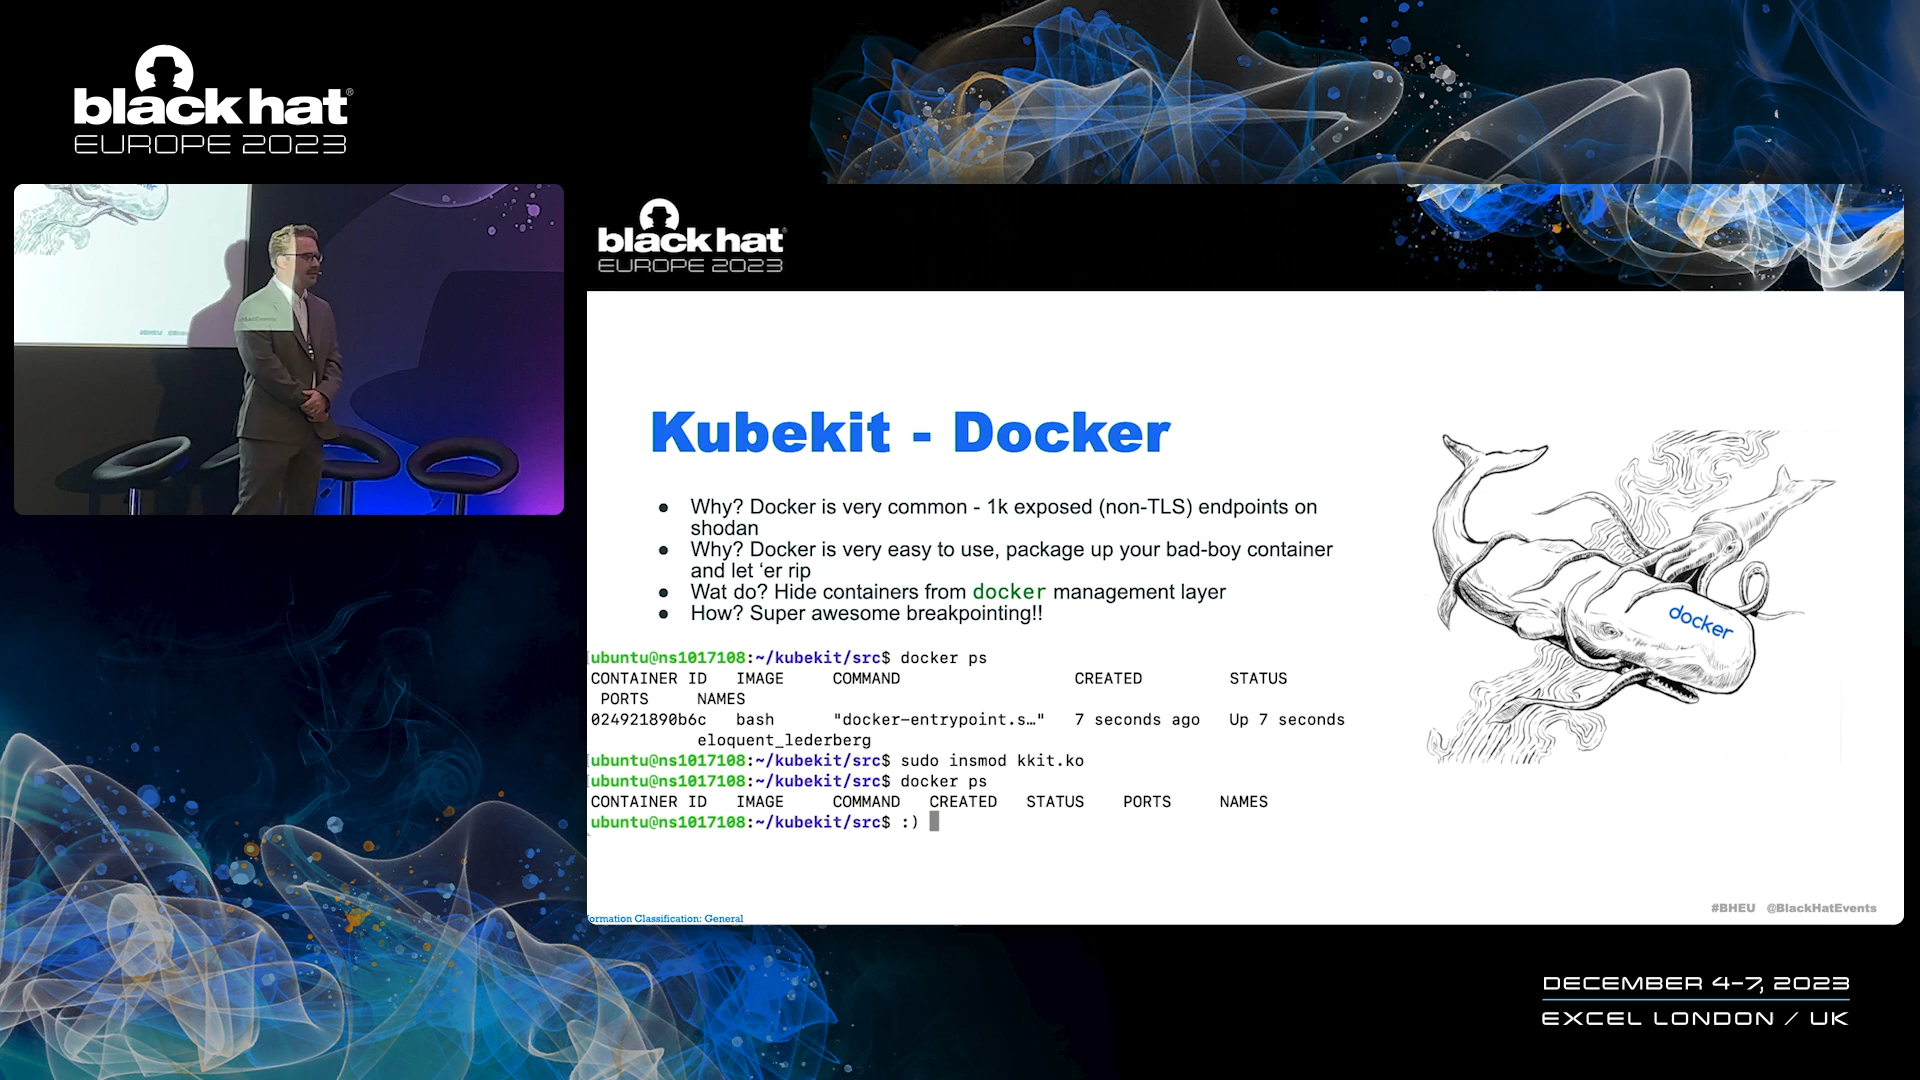 black hat®
EUROPE 2023
#BHEU
black hat®
EUROPE 2023
Kubekit - Docker
● Why? Docker is very common - 1k exposed (non-TLS) endpoints on
shodan
● Why? Docker is very easy to use, package up your bad-boy container
and let ‘er rip
● Wat do? Hide containers from docker management layer
● How? Super awesome breakpointing!!
docker
[ubuntu@ns1017108:~/kubekit/src$ docker ps
CONTAINER ID IMAGE COMMAND CREATED STATUS
PORTS NAMES
024921890b6c bash "docker-entrypoint.s…" 7 seconds ago Up 7 seconds
eloquent_lederberg
[ubuntu@ns1017108:~/kubekit/src$ sudo insmod kkit.ko
[ubuntu@ns1017108:~/kubekit/src$ docker ps
CONTAINER ID IMAGE COMMAND CREATED STATUS PORTS NAMES
ubuntu@ns1017108:~/kubekit/src$ :)
ormation Classification: General
#BHEU @BlackHatEvents
DECEMBER 4-7, 2023
EXCEL LONDON / UK